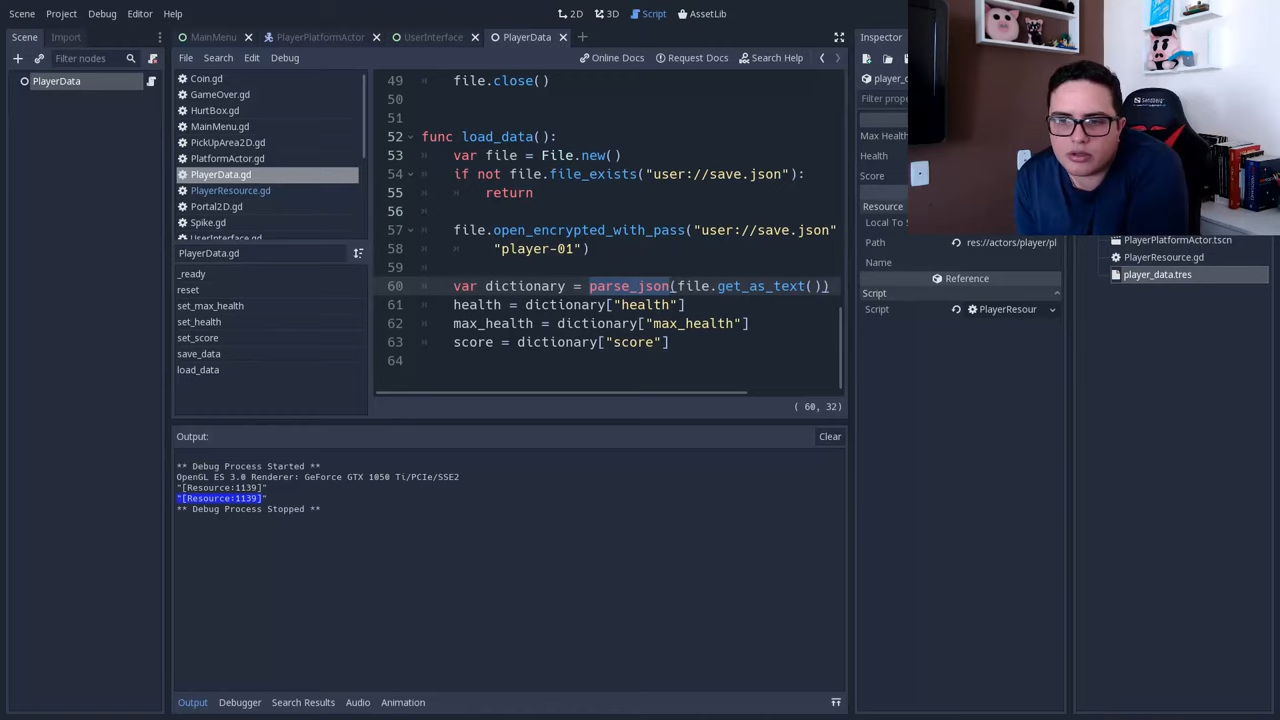 Scene Project Debug Editor Help
2D 3D Script AssetLib
Scene Import
MainMenu PlayerPlatformActor UserInterface PlayerData
Inspector
Filter nodes
File Search Edit Debug
Online Docs Request Docs Search Help
PlayerData
player_d
Filter prope
Coin.gd
GameOver.gd
HurtBox.gd
MainMenu.gd
PickUpArea2D.gd
PlatformActor.gd
PlayerData.gd
PlayerResource.gd
Portal2D.gd
Spike.gd
UserInterface.gd
PlayerData.gd
_ready
reset
set_max_health
set_health
set_score
save_data
load_data
49 file.close()
50
51
52 func load_data():
53 var file = File.new()
54 if not file.file_exists("user://save.json"):
55 return
56
57 file.open_encrypted_with_pass("user://save.json"
58 "player-01")
59
60 var dictionary = parse_json(file.get_as_text())
61 health = dictionary["health"]
62 max_health = dictionary["max_health"]
63 score = dictionary["score"]
64
( 60, 32)
Max Health
Health
Score
Resource
Local To S
Path res://actors/player/pl
Name
Reference
Script
Script PlayerResour
PlayerPlatformActor.tscn
PlayerResource.gd
player_data.tres
Output:
Clear
** Debug Process Started **
OpenGL ES 3.0 Renderer: GeForce GTX 1050 Ti/PCIe/SSE2
"[Resource:1139]"
"[Resource:1139]"
** Debug Process Stopped **
Output Debugger Search Results Audio Animation